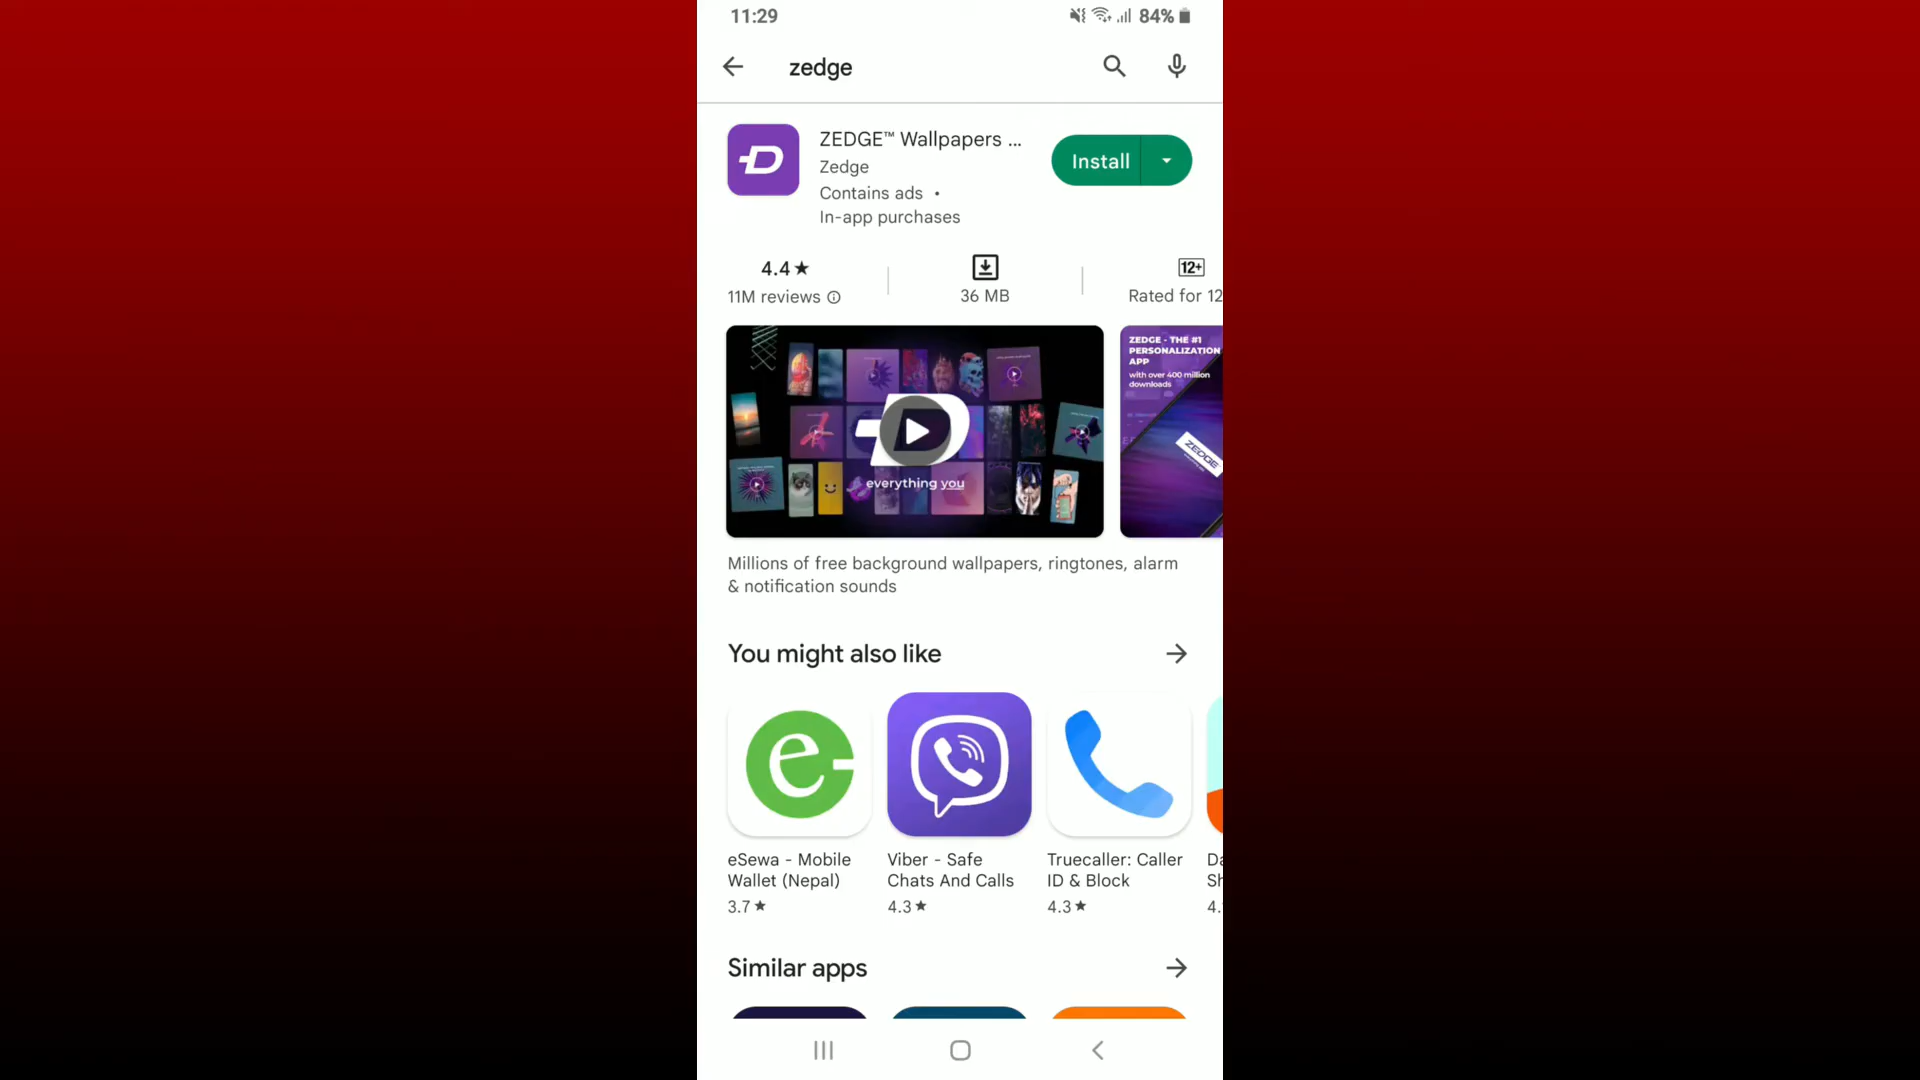 11:29
84%
zedge
ZEDGE™ Wallpapers ...
Zedge
Contains ads •
In-app purchases
Install
4.4★
11M reviews
36 MB
12+
Rated for 12
everything you
ZEDGE - THE #1
PERSONALIZATION
APP
with over 400 million
downloads
ZEDGE
Millions of free background wallpapers, ringtones, alarm
& notification sounds
You might also like
eSewa - Mobile
Wallet (Nepal)
3.7★
Viber - Safe
Chats And Calls
4.3★
Truecaller: Caller
ID & Block
4.3★
4.
Similar apps